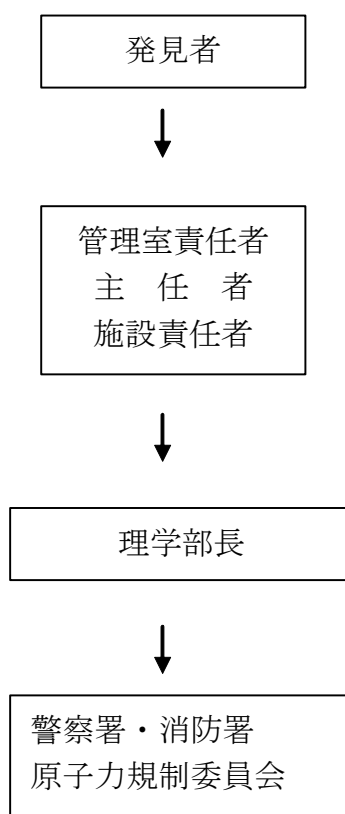 発見者
管理室責任者
主　任　者
施設責任者
理学部長
警察署・消防署
原子力規制委員会